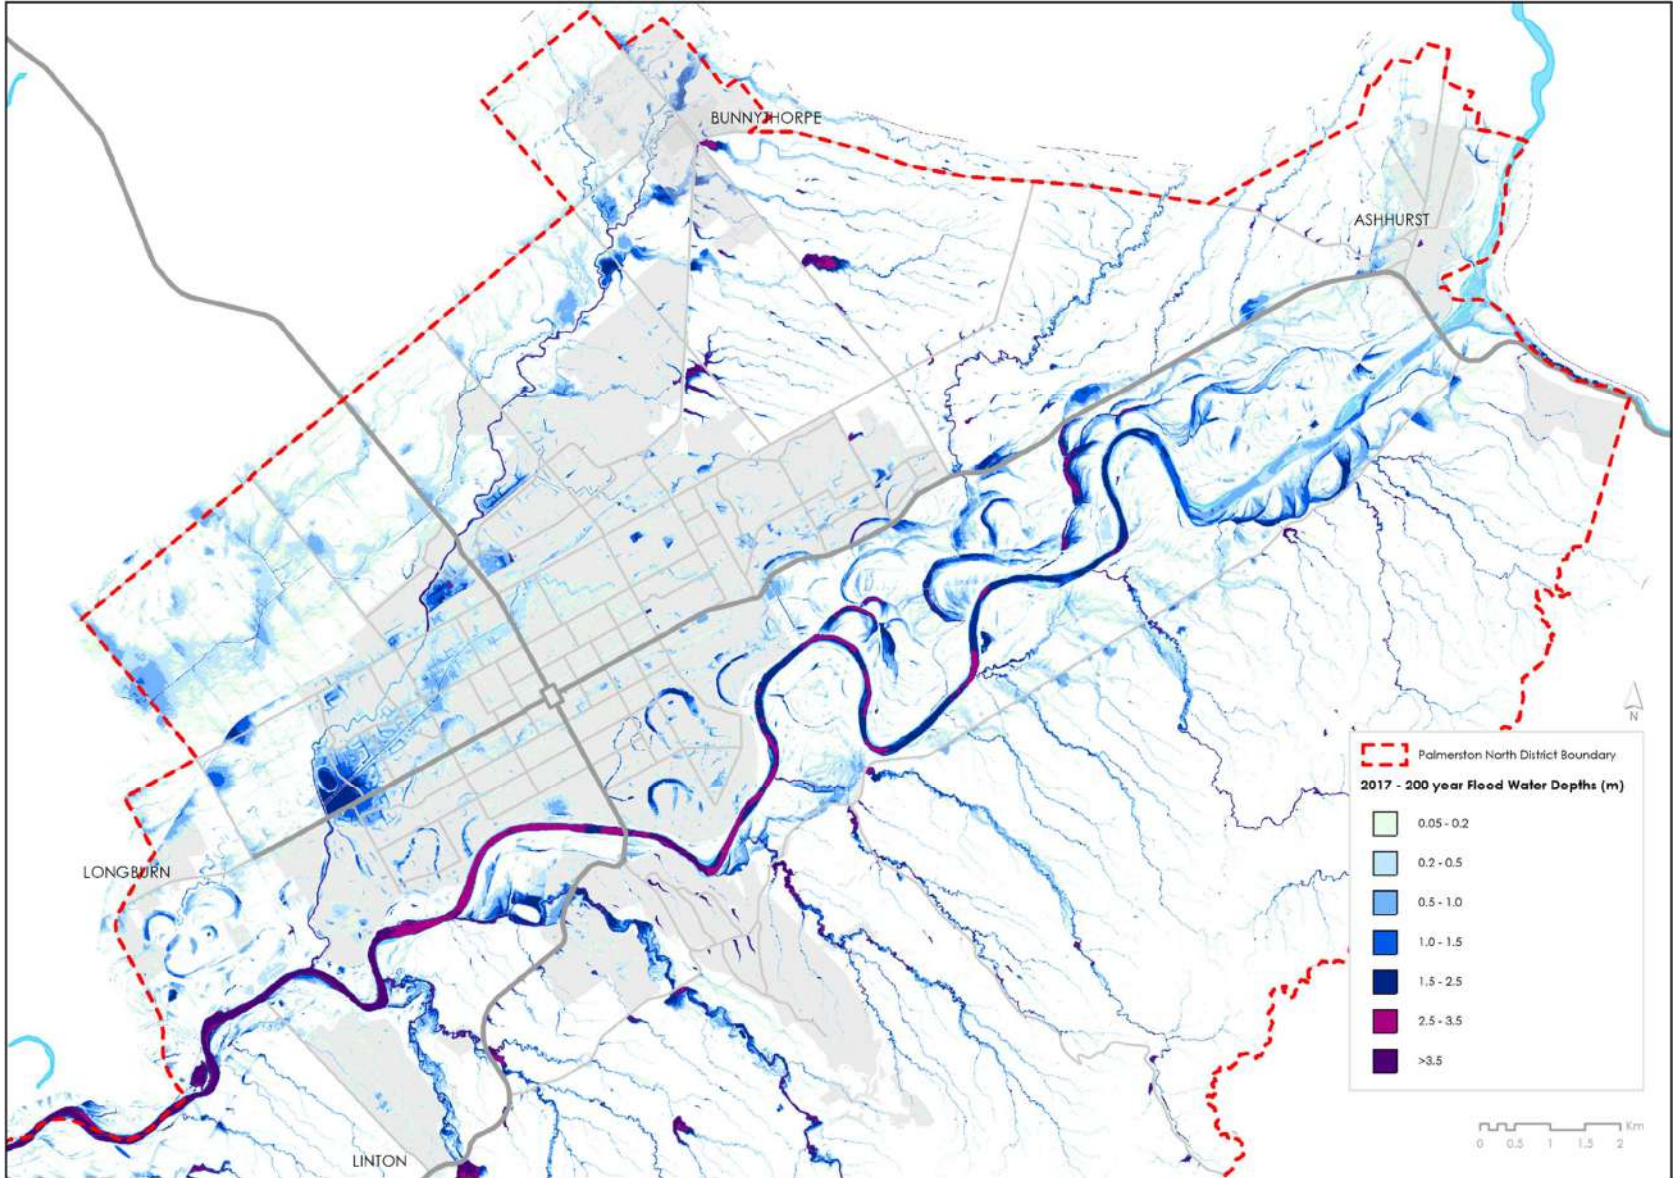 BUNNYTHORPE
ASHHURST
N
Palmerston North District Boundary
2017 - 200 year Flood Water Depths (m)
0.05 - 0.2
0.2 - 0.5
0.5 - 1.0
1.0 - 1.5
1.5 - 2.5
2.5 - 3.5
>3.5
LONGBURN
Km
0 0.5 1 1.5 2
LINTON